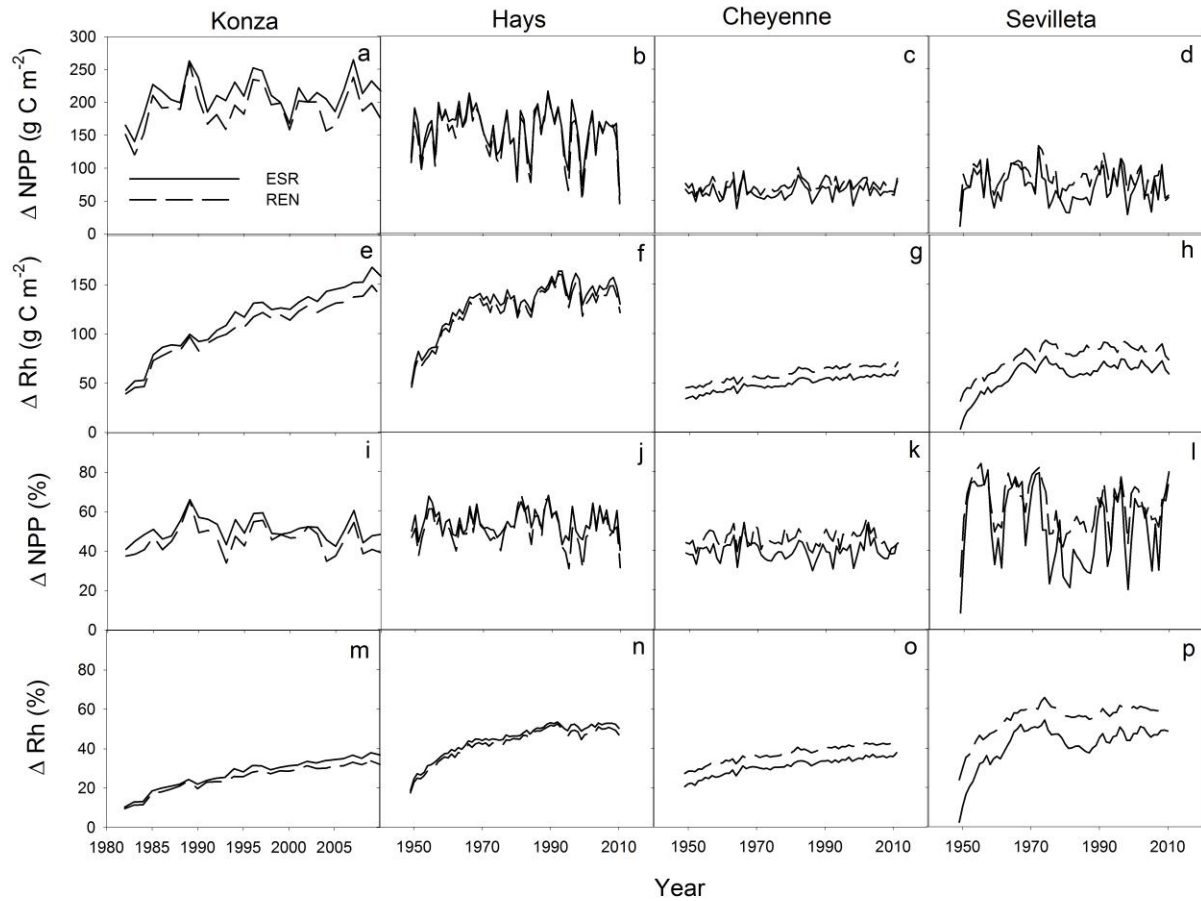 Konza Hays Cheyenne Sevilleta
300
250
200
150
100
50
0
Δ NPP (g C m⁻²)
a b c d
ESR
REN
150
100
50
0
Δ Rh (g C m⁻²)
e f g h
80
60
40
20
0
Δ NPP (%)
i j k l
80
60
40
20
0
Δ Rh (%)
m n o p
1980 1985 1990 1995 2000 2005 1950 1970 1990 2010 1950 1970 1990 2010 1950 1970 1990 2010
Year